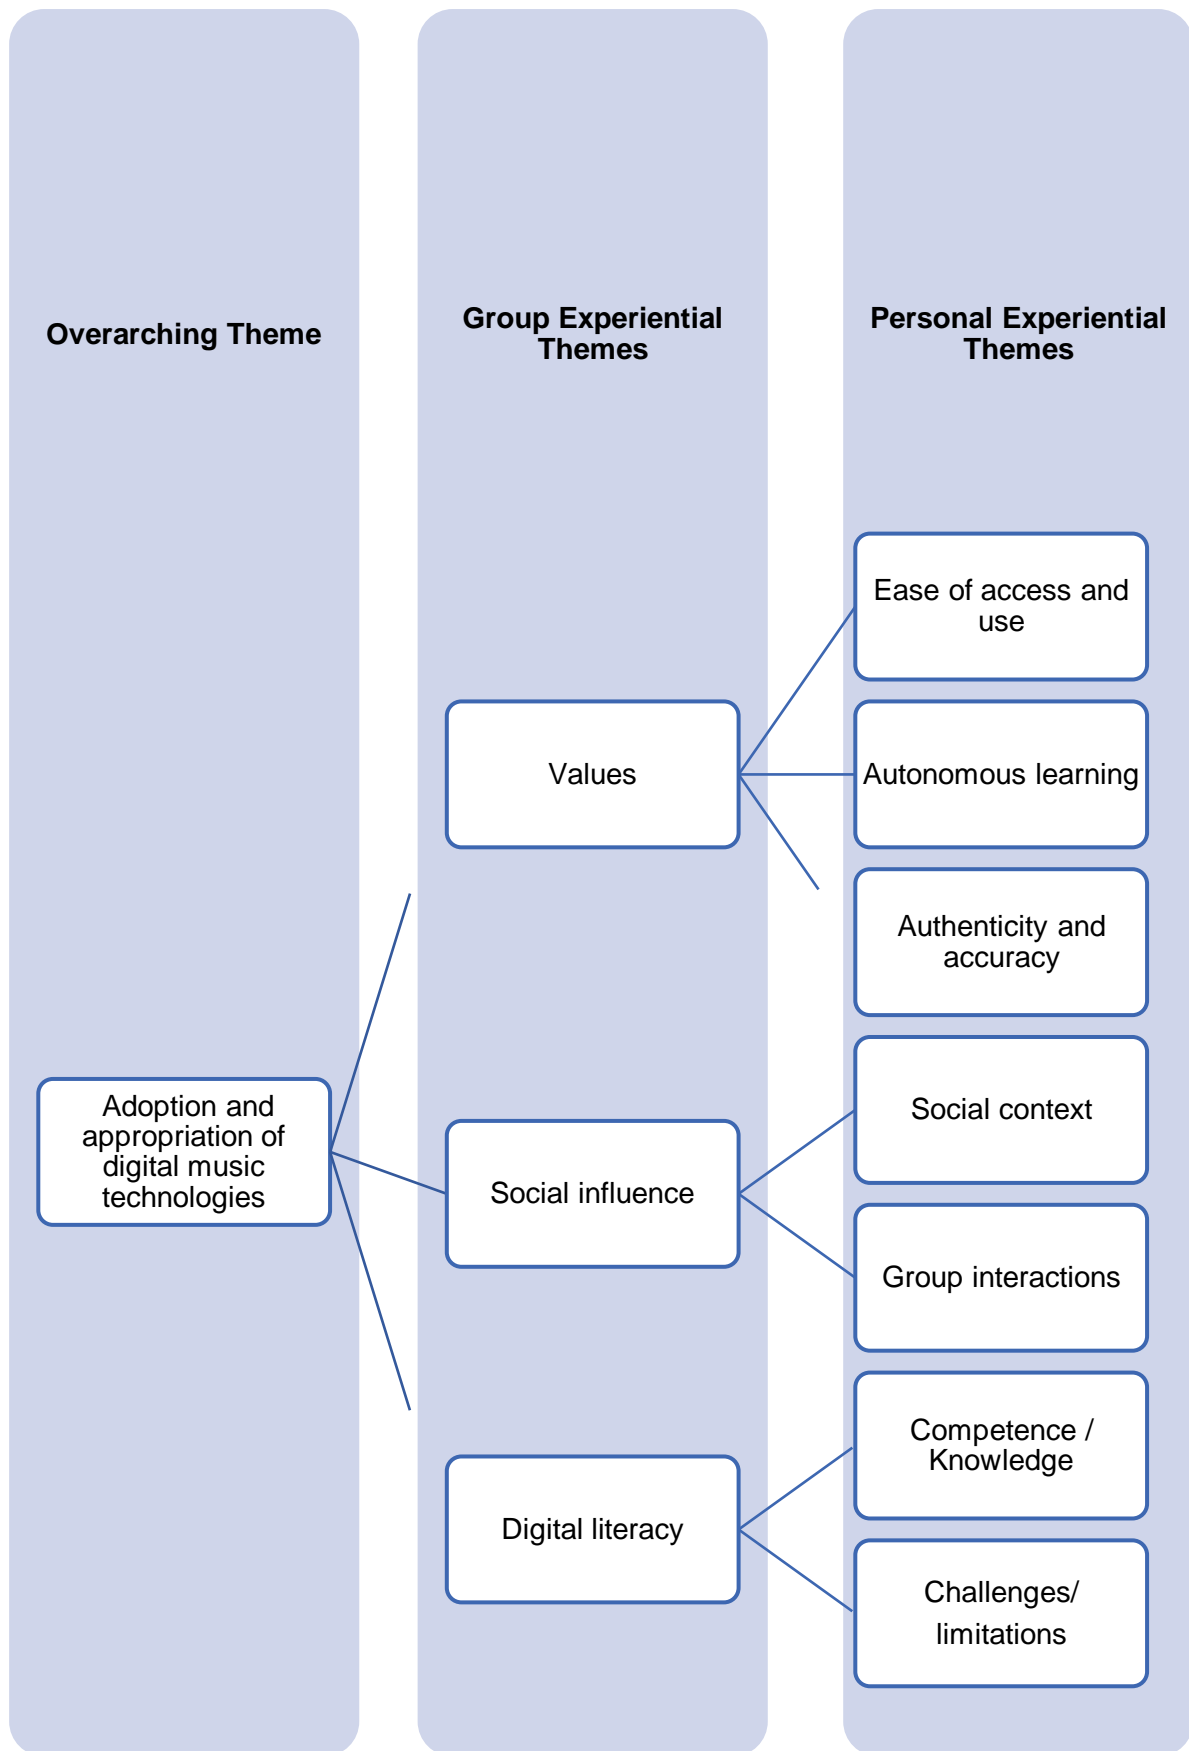 Overarching Theme
Group Experiential
Themes
Personal Experiential
Themes
Adoption and
appropriation of
digital music
technologies
Values
Social influence
Digital literacy
Ease of access and
use
Autonomous learning
Authenticity and
accuracy
Social context
Group interactions
Competence /
Knowledge
Challenges/
limitations